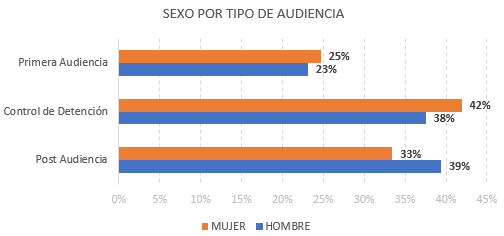 SEXO POR TIPO DE AUDIENCIA
Primera Audiencia
25%
23%
Control de Detención
42%
38%
Post Audiencia
33%
39%
0% 5% 10% 15% 20% 25% 30% 35% 40% 45%
MUJER HOMBRE